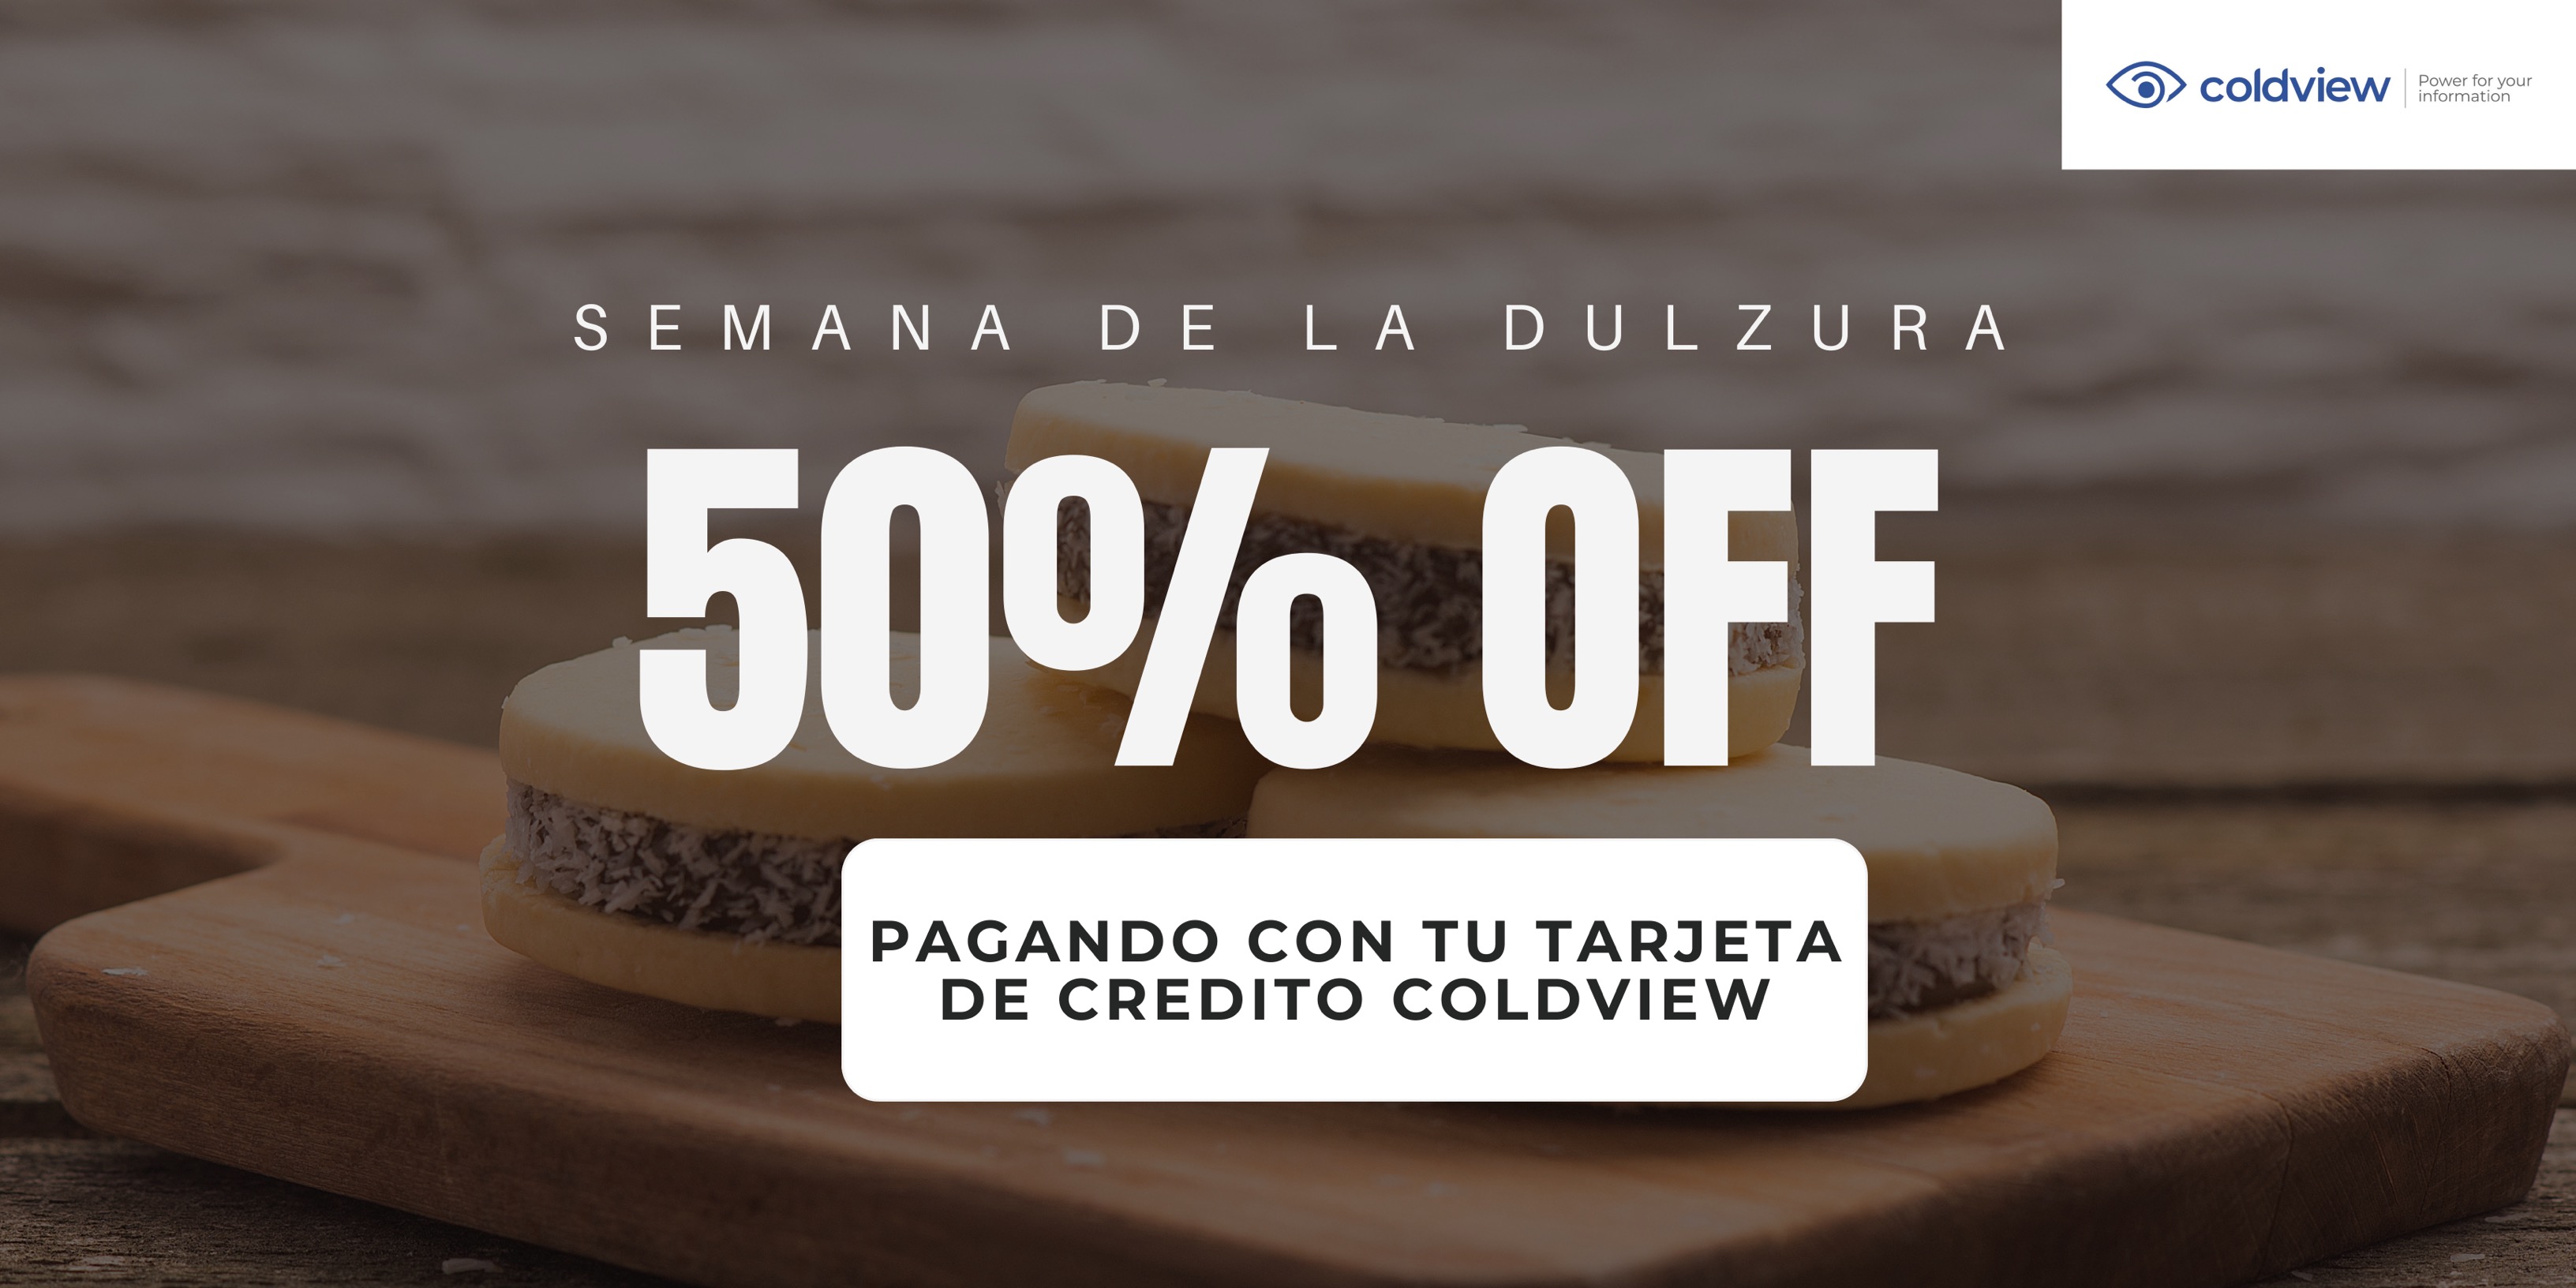 coldview
Power for your
information
SEMANA DE LA DULZURA
50% OFF
PAGANDO CON TU TARJETA
DE CREDITO COLDVIEW